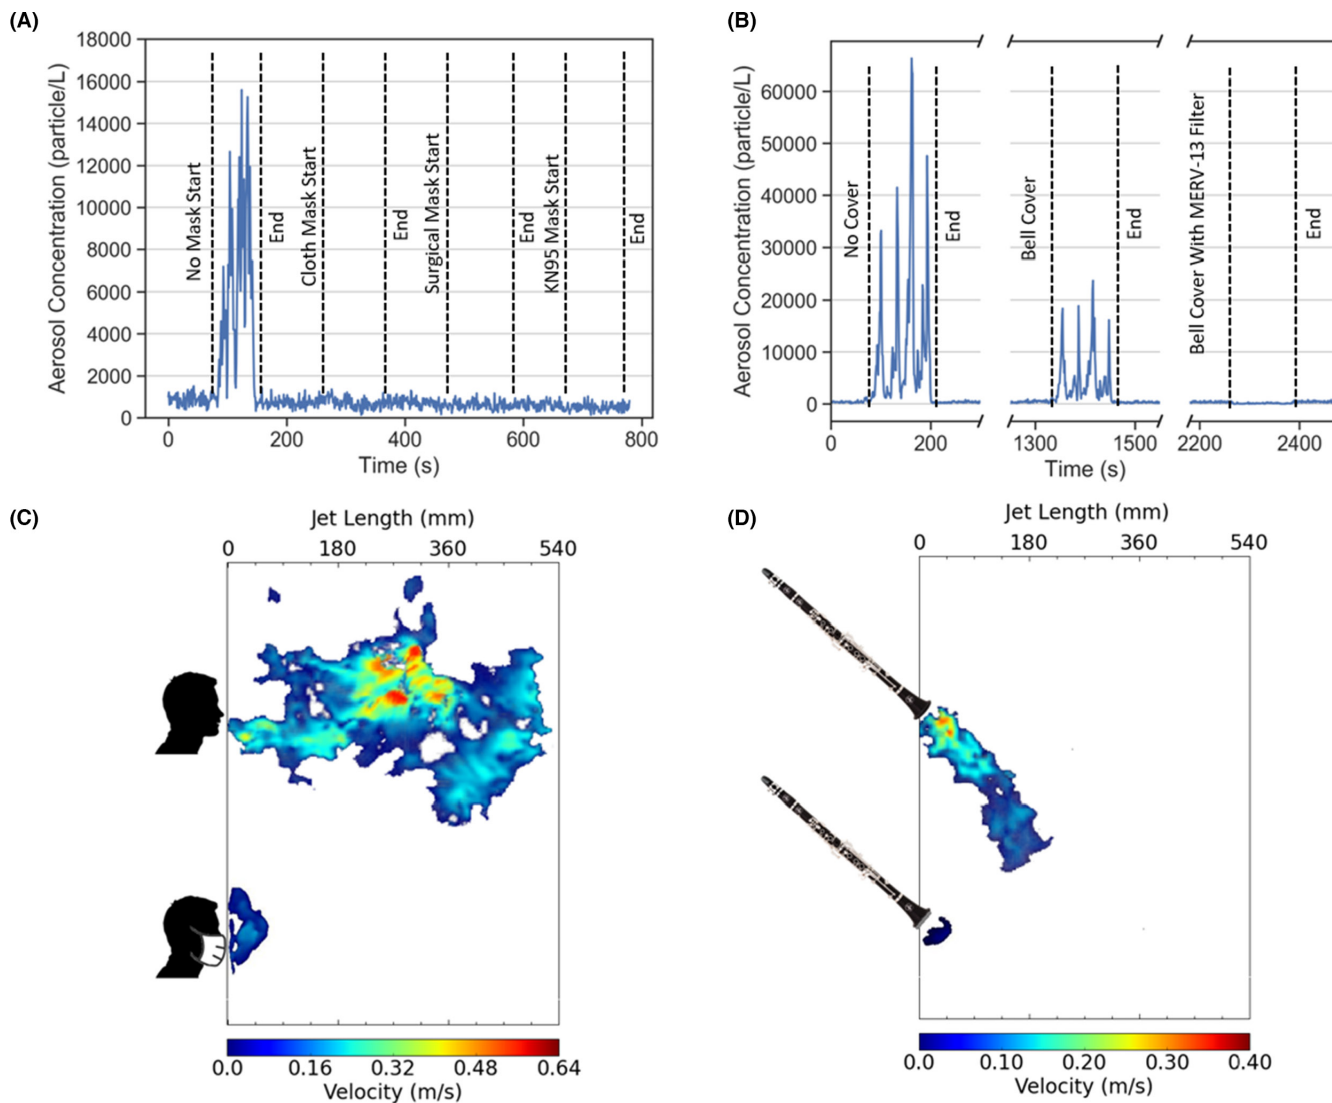 (A)
18000
16000
14000
12000
10000
8000
6000
4000
2000
0
Aerosol Concentration (particle/L)
No Mask Start
End
Cloth Mask Start
End
Surgical Mask Start
End
KN95 Mask Start
End
0 200 400 600 800
Time (s)
(B)
60000
50000
40000
30000
20000
10000
0
Aerosol Concentration (particle/L)
No Cover
End
Bell Cover
End
Bell Cover With MERV-13 Filter
End
0 200 1300 1500 2200 2400
Time (s)
(C)
Jet Length (mm)
0 180 360 540
0.0 0.16 0.32 0.48 0.64
Velocity (m/s)
(D)
Jet Length (mm)
0 180 360 540
0.0 0.10 0.20 0.30 0.40
Velocity (m/s)